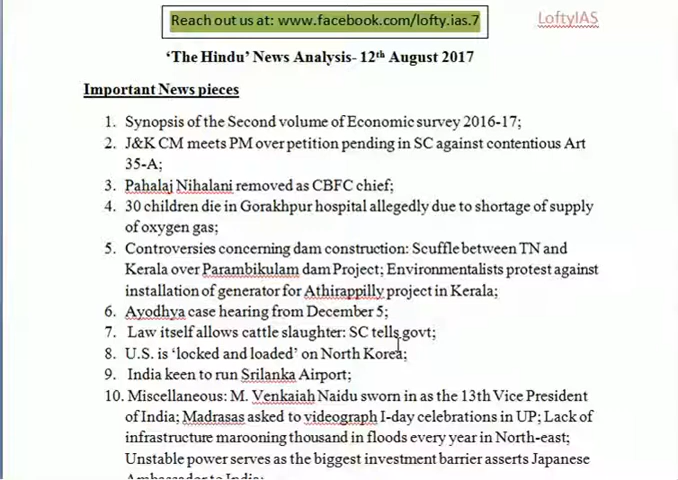 Reach out us at: www.facebook.com/lofty.ias.7
LoftyIAS
‘The Hindu’ News Analysis- 12th August 2017
Important News pieces
1. Synopsis of the Second volume of Economic survey 2016-17;
2. J&K CM meets PM over petition pending in SC against contentious Art
35-A;
3. Pahalaj Nihalani removed as CBFC chief;
4. 30 children die in Gorakhpur hospital allegedly due to shortage of supply
of oxygen gas;
5. Controversies concerning dam construction: Scuffle between TN and
Kerala over Parambikulam dam Project; Environmentalists protest against
installation of generator for Athirappilly project in Kerala;
6. Ayodhya case hearing from December 5;
7. Law itself allows cattle slaughter: SC tells govt;
8. U.S. is ‘locked and loaded’ on North Korea;
9. India keen to run Srilanka Airport;
10. Miscellaneous: M. Venkaiah Naidu sworn in as the 13th Vice President
of India; Madrasas asked to videograph I-day celebrations in UP; Lack of
infrastructure marooning thousand in floods every year in North-east;
Unstable power serves as the biggest investment barrier asserts Japanese
Ambassador to India;